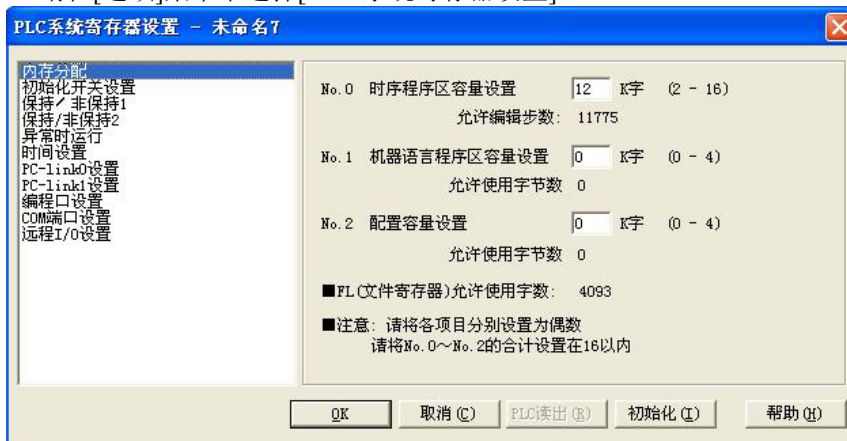 PLC系统寄存器设置 - 未命名7
内存分配
初始化开关设置
保持/ 非保持1
保持/非保持2
异常时运行
时间设置
PC-link0设置
PC-link1设置
编程口设置
COM端口设置
远程I/O设置
No.0 时序程序区容量设置 12 K字 (2 - 16)
允许编辑步数: 11775
No.1 机器语言程序区容量设置 0 K字 (0 - 4)
允许使用字节数 0
No.2 配置容量设置 0 K字 (0 - 4)
允许使用字节数 0
■FL(文件寄存器)允许使用字数: 4093
■注意: 请将各项目分别设置为偶数
请将No.0～No.2的合计设置在16以内
OK 取消(C) PLC读出(R) 初始化(I) 帮助(H)